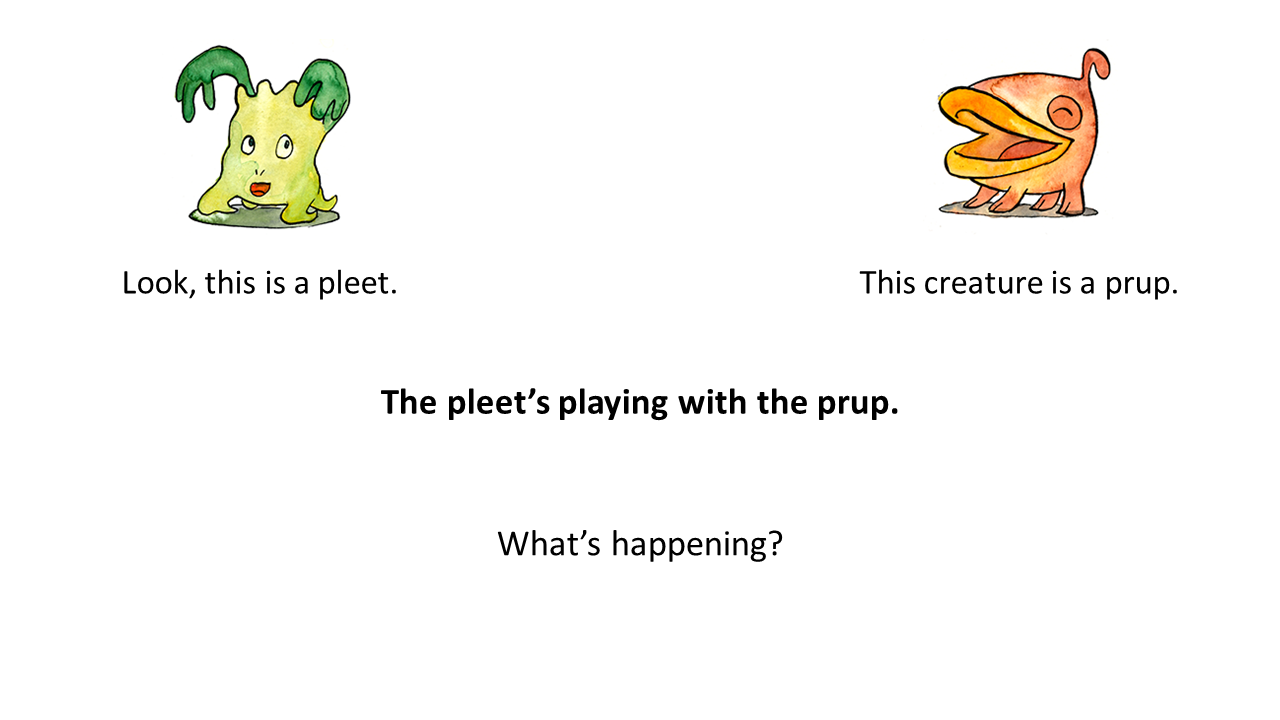 Look, this is a pleet.
This creature is a prup.
The pleet’s playing with the prup.
What’s happening?